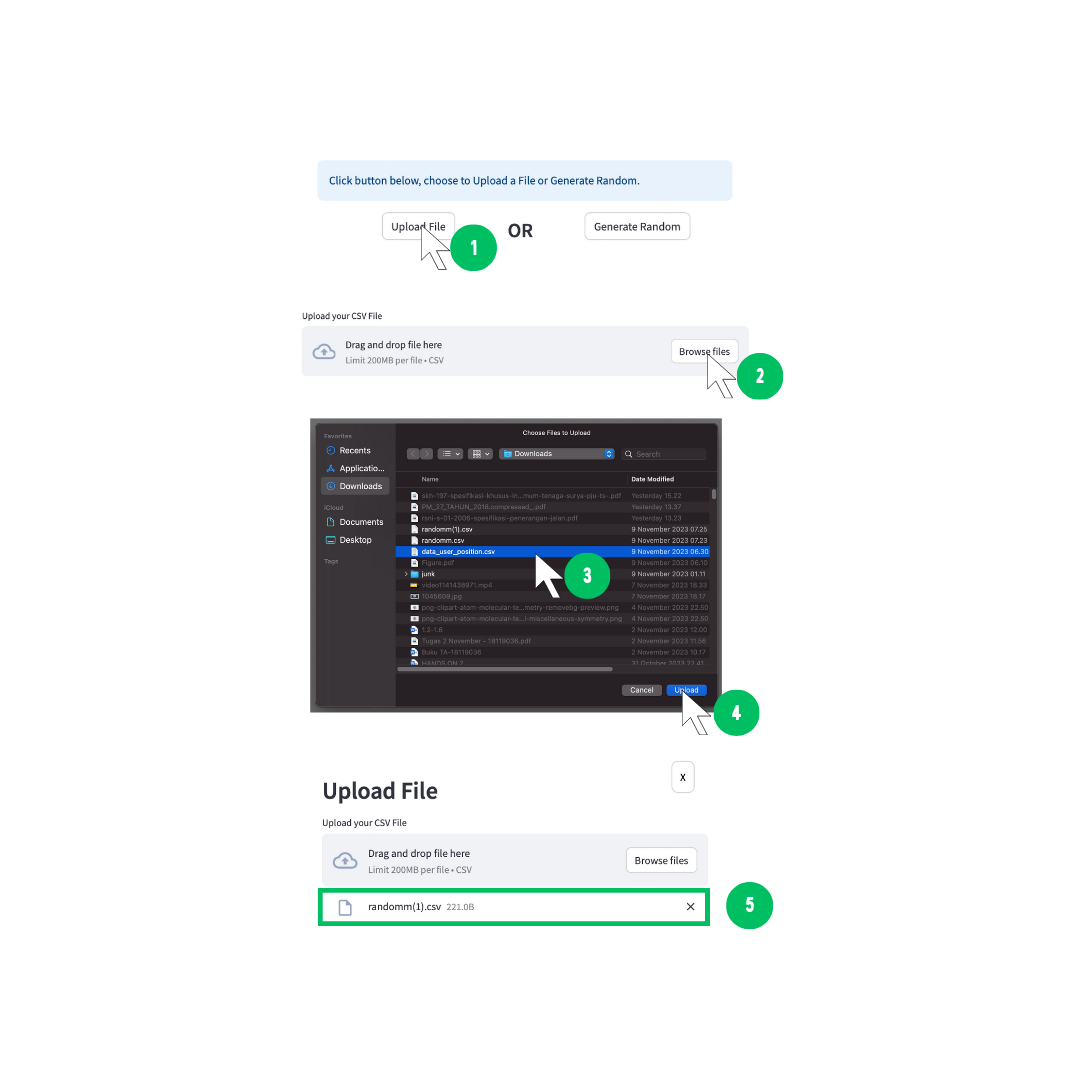 Click button below, choose to Upload a File or Generate Random.
Upload File
OR
Generate Random
1
Upload your CSV File
Drag and drop file here
Limit 200MB per file • CSV
Browse files
2
Choose Files to Upload
Favorites
Recents
Applicatio...
Downloads
iCloud
Documents
Desktop
Tags
Downloads
Search
Name Date Modified
skh-197-spesifikasi-khusus-in...mum-tenaga-surya-pju-ts-.pdf Yesterday 15.22
PM_27_TAHUN_2018.compressed_.pdf Yesterday 13.37
rsni-s-01-2006-spesifikasi-penerangan-jalan.pdf Yesterday 13.23
randomm(1).csv 9 November 2023 07.25
randomm.csv 9 November 2023 07.23
data_user_position.csv 9 November 2023 06.30
Figure.pdf 9 November 2023 06.10
junk 9 November 2023 01.11
video1141438971.mp4 7 November 2023 18.33
1045609.jpg 7 November 2023 18.17
png-clipart-atom-molecular-te...metry-removebg-preview.png 4 November 2023 22.50
png-clipart-atom-molecular-te...i-miscellaneous-symmetry.png 4 November 2023 22.50
1.2-1.6 2 November 2023 12.00
Tugas 2 November - 18119036.pdf 2 November 2023 11.56
Buku TA-18119036 2 November 2023 10.17
HANDS ON 2 31 October 2023 22.41
3
Cancel
Upload
4
Upload File
X
Upload your CSV File
Drag and drop file here
Limit 200MB per file • CSV
Browse files
randomm(1).csv 221.0B
5